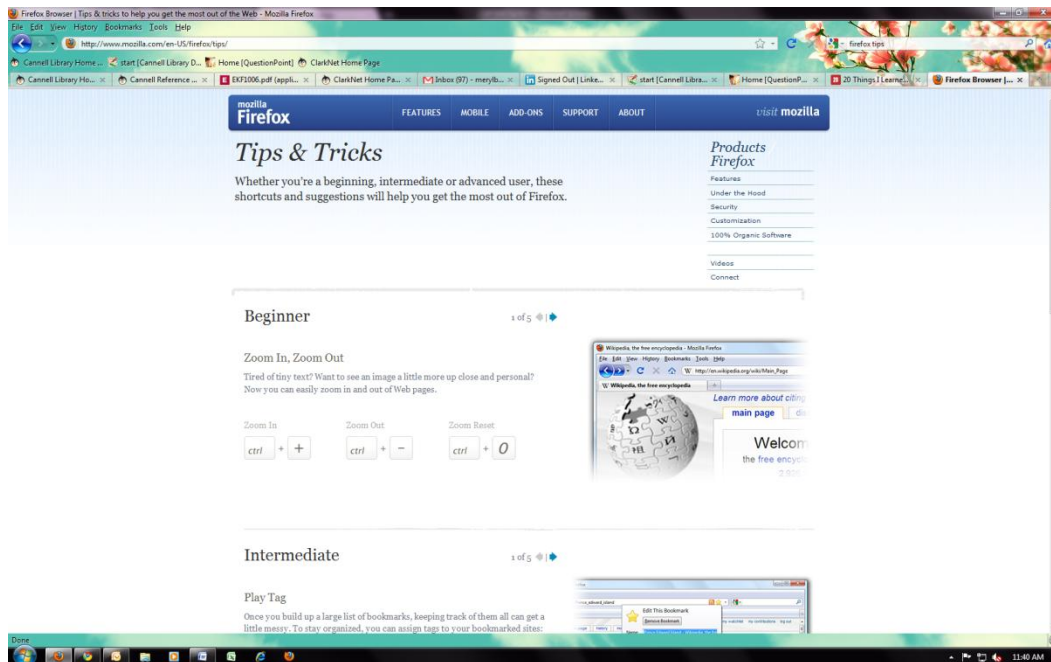 Firefox Browser | Tips & tricks to help you get the most out of the Web - Mozilla Firefox
File Edit View History Bookmarks Tools Help
http://www.mozilla.com/en-US/firefox/tips/
firefox tips
Cannell Library Home ... start [Cannell Library D... Home [QuestionPoint] ClarkNet Home Page
Cannell Library Ho... Cannell Reference ... EKF1006.pdf (appli... ClarkNet Home Pa... Inbox (97) - merylb... Signed Out | Linke... start [Cannell Libra... Home [QuestionP... 20 Things I Learne... Firefox Browser |...
mozilla
Firefox FEATURES MOBILE ADD-ONS SUPPORT ABOUT visit mozilla
Tips & Tricks
Whether you're a beginning, intermediate or advanced user, these
shortcuts and suggestions will help you get the most out of Firefox.
Products
Firefox
Features
Under the Hood
Security
Customization
100% Organic Software
Videos
Connect
Beginner 1 of 5
Zoom In, Zoom Out
Tired of tiny text? Want to see an image a little more up close and personal?
Now you can easily zoom in and out of Web pages.
Zoom In Zoom Out Zoom Reset
ctrl + + ctrl + - ctrl + 0
Wikipedia, the free encyclopedia - Mozilla Firefox
File Edit View History Bookmarks Tools Help
http://en.wikipedia.org/wiki/Main_Page
Wikipedia, the free encyclopedia
Learn more about citing
main page
Welcom
the free encyc
Intermediate 1 of 5
Play Tag
Once you build up a large list of bookmarks, keeping track of them all can get a
little messy. To stay organized, you can assign tags to your bookmarked sites:
Edit This Bookmark
Remove Bookmark
Done
11:40 AM